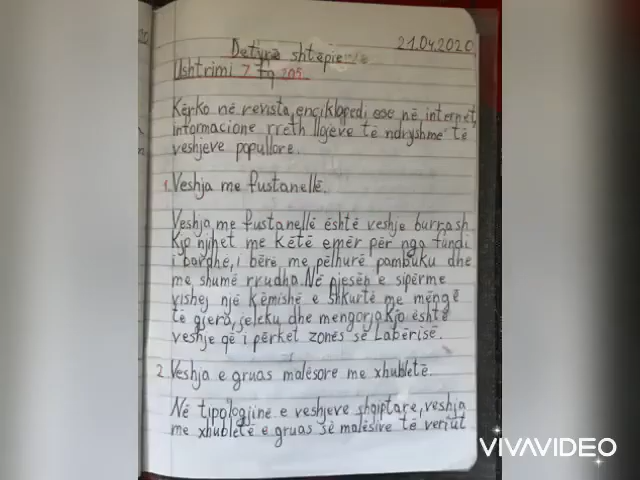 21.04.2020
Detyrë shtëpie
Ushtrimi 7 fq 105
Kërko në revista, enciklopedi ose në internet,
informacione rreth llojeve të ndryshme të
veshjeve popullore.
1. Veshja me fustanellë.
Veshja me fustanellë është veshje burrash.
Kjo njihet me këtë emër për nga fundi
i bardhë, i bërë me pëlhurë pambuku dhe
me shumë rrudha. Në pjesën e sipërme
vishej një këmishë e shkurtë me mëngë
të gjera, jeleku dhe mengorja. Kjo është
veshje që i përket zonës së Labërisë.
2. Veshja e gruas malësore me xhubletë.
Në tipologjinë e veshjeve shqiptare, veshja
me xhubletë e gruas së malësive të veriut
VIVAVIDEO